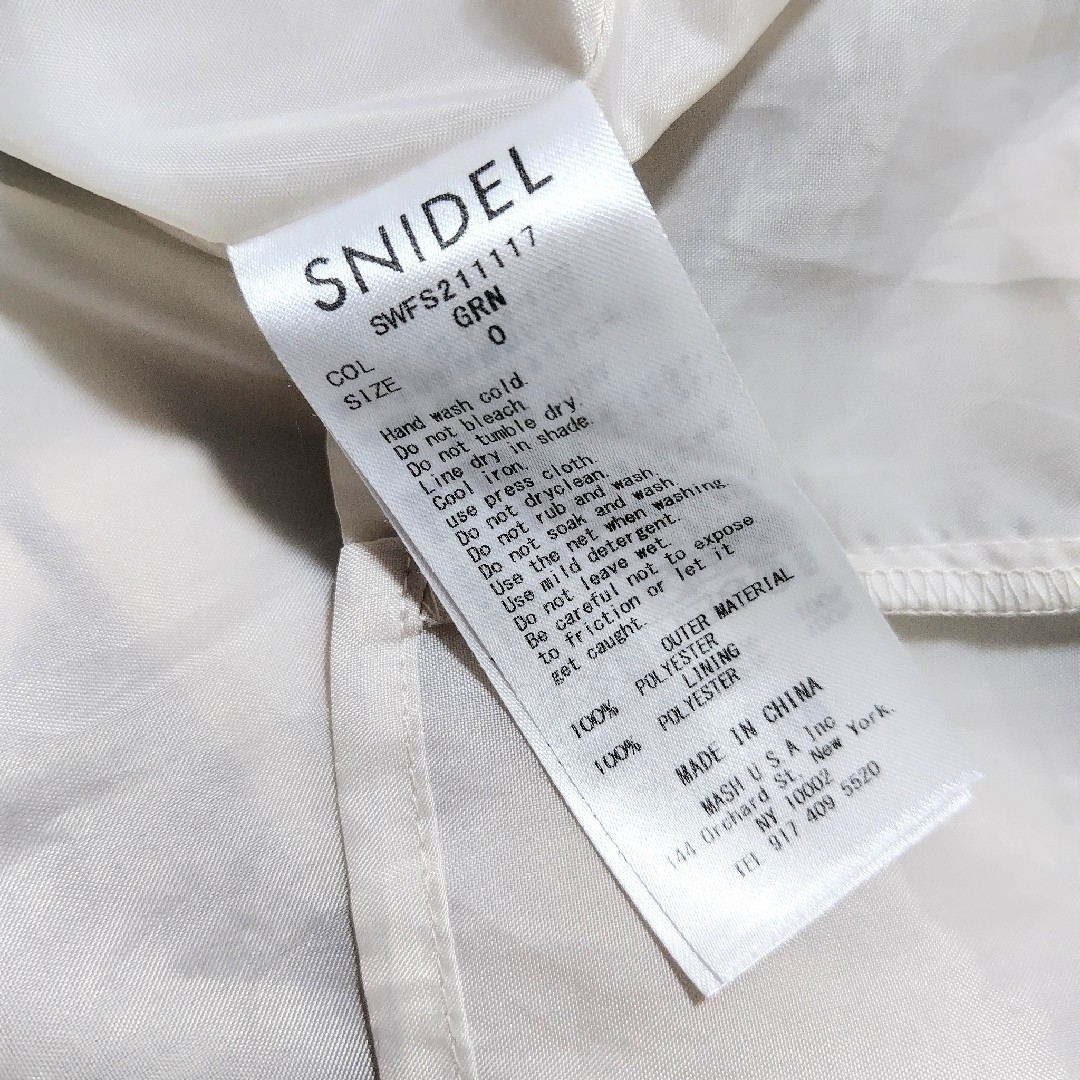 SNIDEL
SWFS211117
COL GRN
SIZE 0
Hand wash cold.
Do not bleach.
Do not tumble dry.
Line dry in shade.
Cool iron.
use press cloth.
Do not dryclean.
Do not rub and wash.
Do not soak and wash.
Use the net when washing
Use mild detergent.
Do not leave wet.
Be careful not to expose
to friction or let it
get caught.
OUTER MATERIAL
100% POLYESTER
LINING
100% POLYESTER
MADE IN CHINA
MASH U S A Inc
144 Orchard St, New York.
NY 10002
TEl 917 409 5520